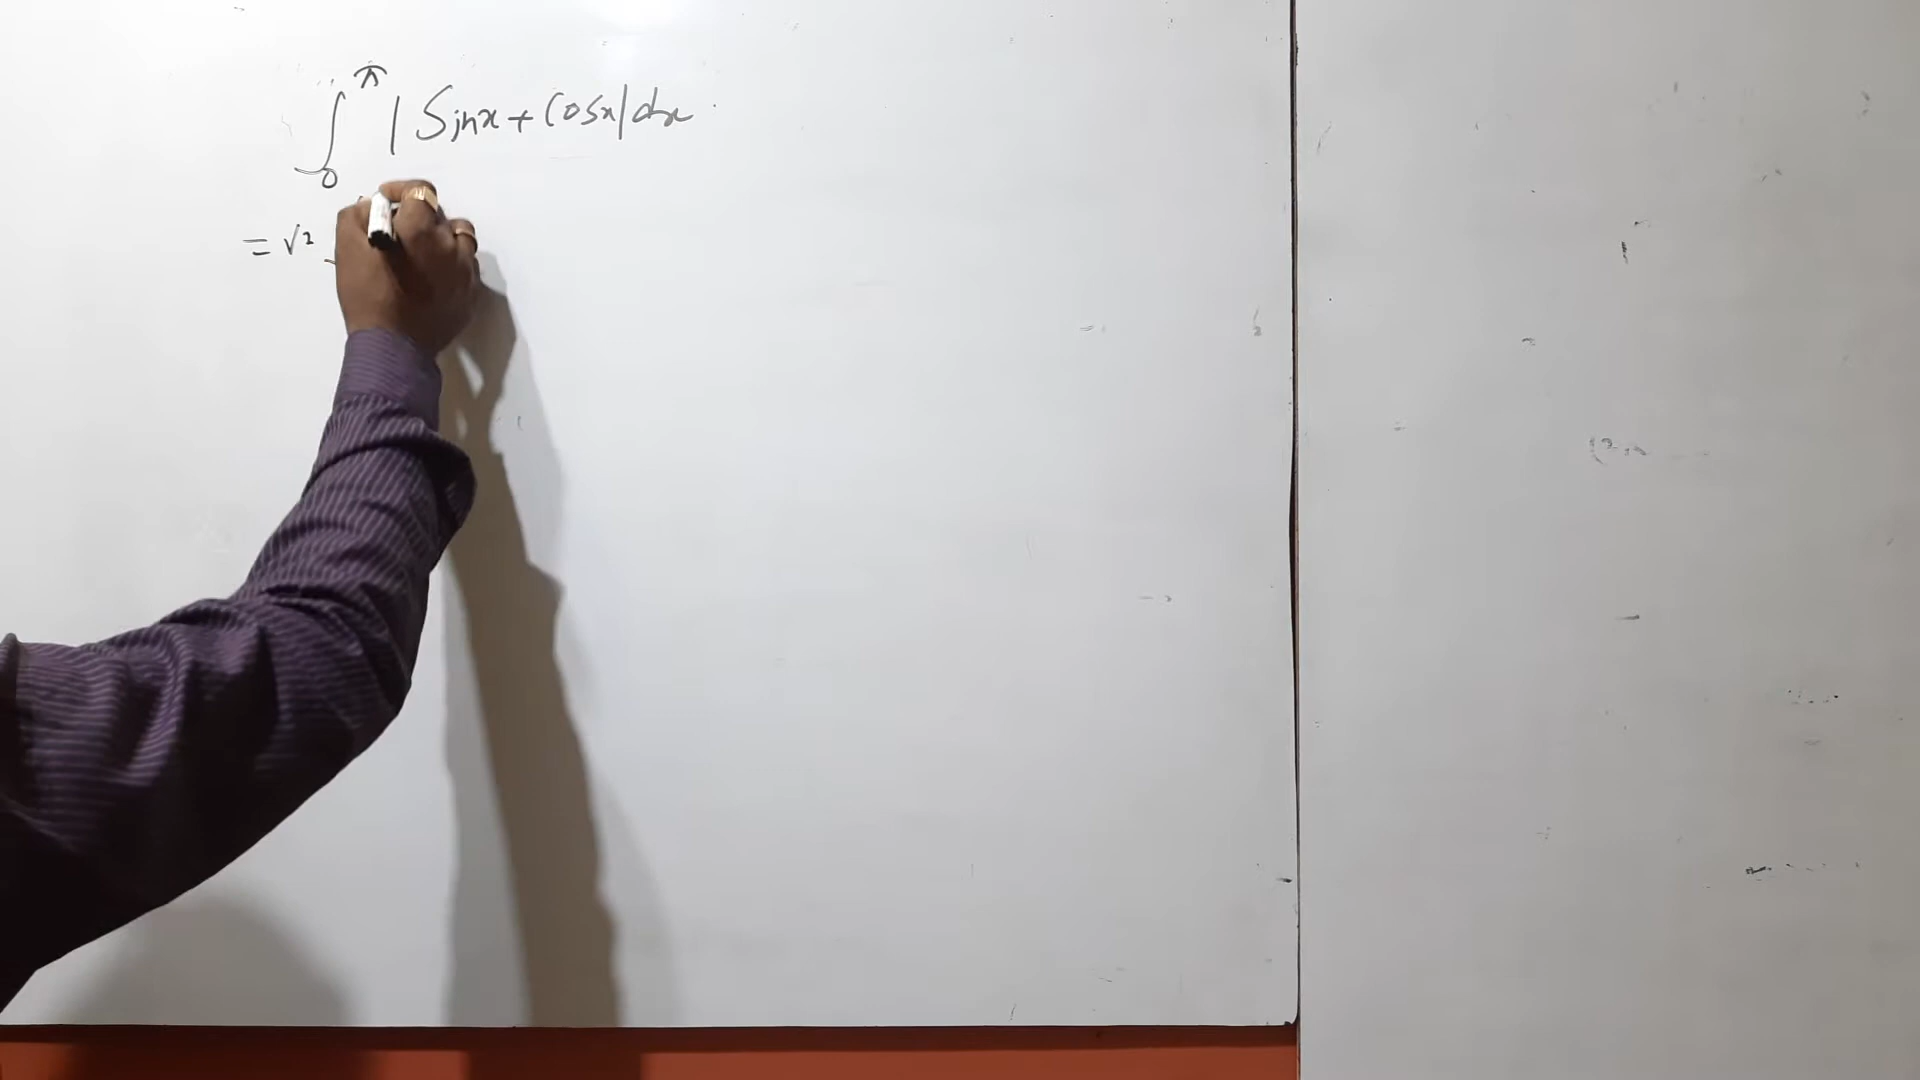 ∫₀^π | Sinx + Cosx | dx
= √2